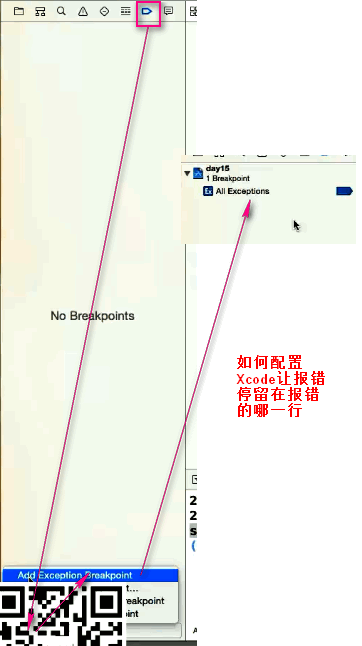 day15
1 Breakpoint
Ex All Exceptions
No Breakpoints
如何配置
Xcode让报错
停留在报错
的哪一行
2
2
s
(
Add Exception Breakpoint
t...
reakpoint
oint
A